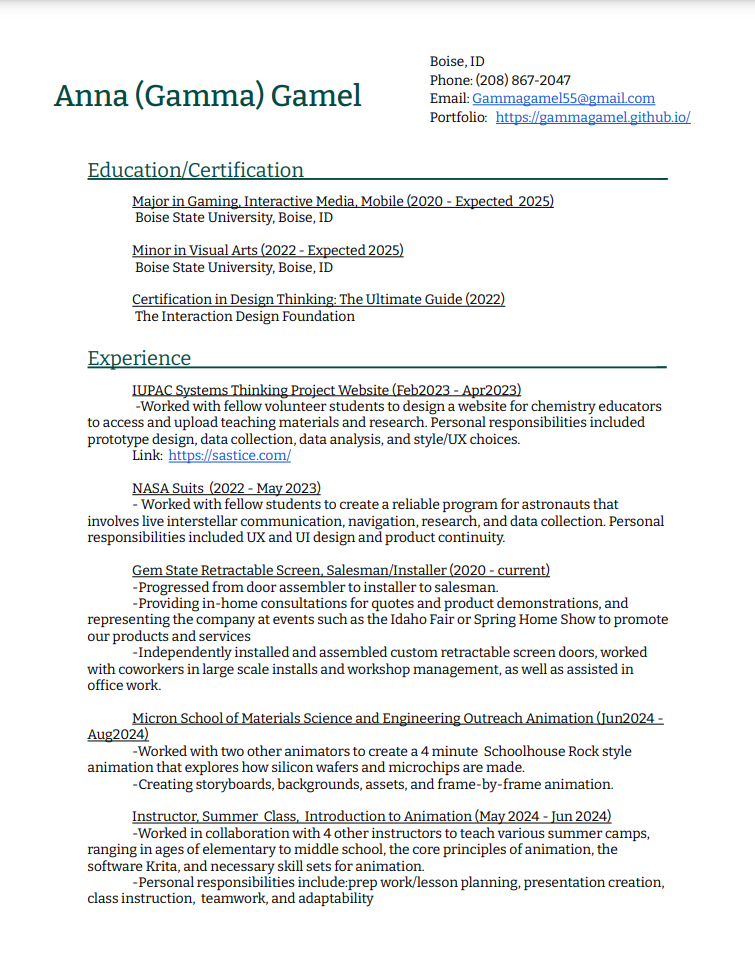 Boise, ID
Anna (Gamma) Gamel
Phone: (208) 867-2047
Email: Gammagamel55@gmail.com
Portfolio: https://gammagamel.github.io/
Education/Certification
Major in Gaming, Interactive Media, Mobile (2020 - Expected 2025)
Boise State University, Boise, ID
Minor in Visual Arts (2022 - Expected 2025)
Boise State University, Boise, ID
Certification in Design Thinking: The Ultimate Guide (2022)
The Interaction Design Foundation
Experience
IUPAC Systems Thinking Project Website (Feb2023 - Apr2023)
-Worked with fellow volunteer students to design a website for chemistry educators
to access and upload teaching materials and research. Personal responsibilities included
prototype design, data collection, data analysis, and style/UX choices.
Link: https://sastice.com/
NASA Suits (2022 - May 2023)
- Worked with fellow students to create a reliable program for astronauts that
involves live interstellar communication, navigation, research, and data collection. Personal
responsibilities included UX and UI design and product continuity.
Gem State Retractable Screen, Salesman/Installer (2020 - current)
-Progressed from door assembler to installer to salesman.
-Providing in-home consultations for quotes and product demonstrations, and
representing the company at events such as the Idaho Fair or Spring Home Show to promote
our products and services
-Independently installed and assembled custom retractable screen doors, worked
with coworkers in large scale installs and workshop management, as well as assisted in
office work.
Micron School of Materials Science and Engineering Outreach Animation (Jun2024 -
Aug2024)
-Worked with two other animators to create a 4 minute Schoolhouse Rock style
animation that explores how silicon wafers and microchips are made.
-Creating storyboards, backgrounds, assets, and frame-by-frame animation.
Instructor, Summer Class, Introduction to Animation (May 2024 - Jun 2024)
-Worked in collaboration with 4 other instructors to teach various summer camps,
ranging in ages of elementary to middle school, the core principles of animation, the
software Krita, and necessary skill sets for animation.
-Personal responsibilities include:prep work/lesson planning, presentation creation,
class instruction, teamwork, and adaptability